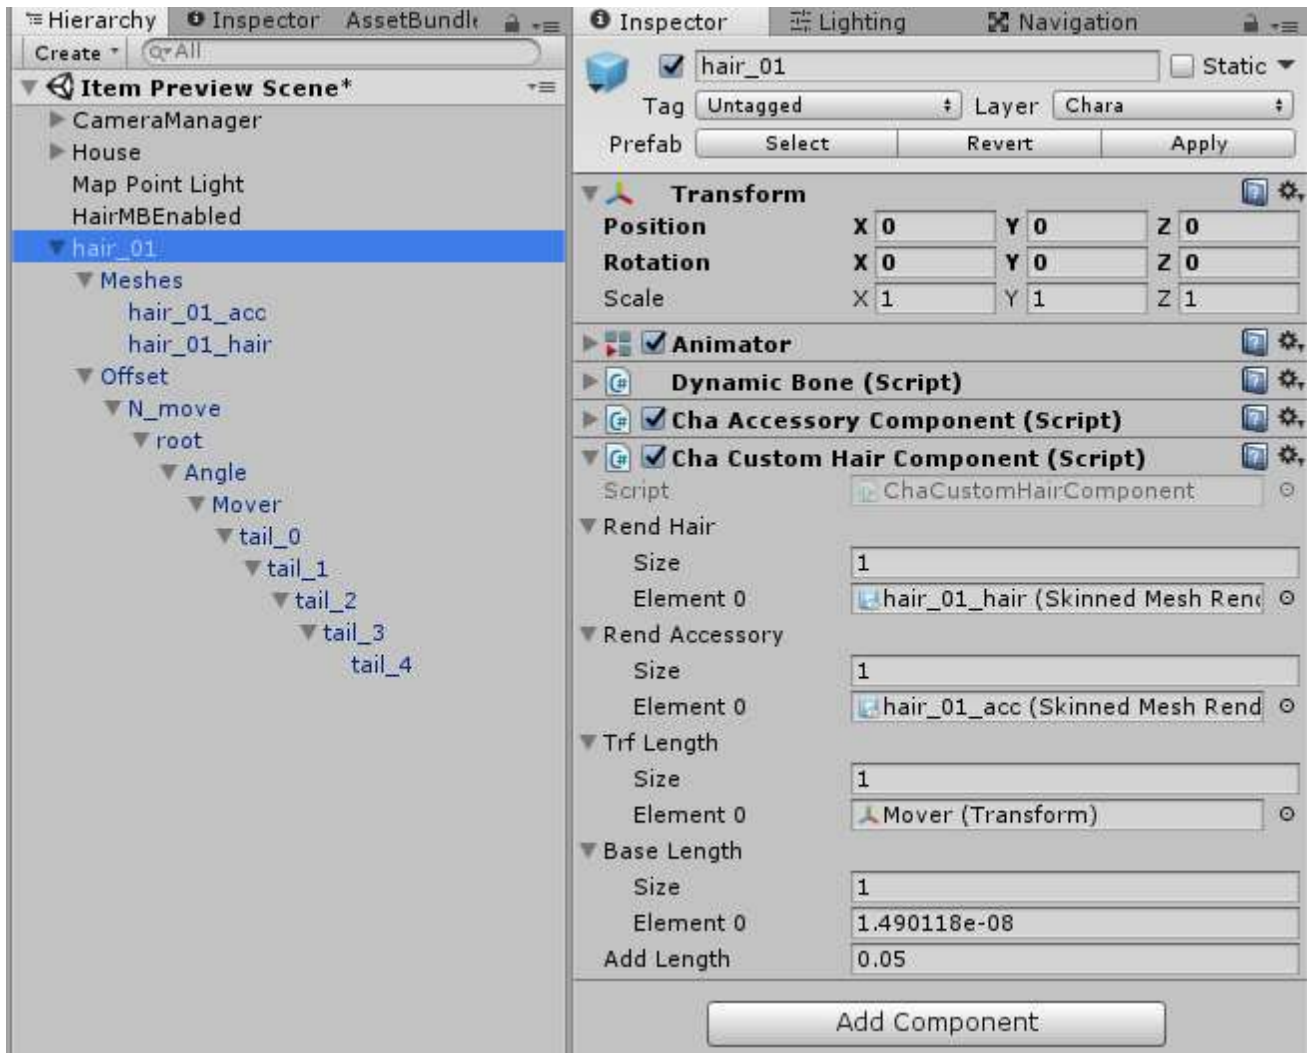 Hierarchy
Inspector
AssetBundle
Create
All
Item Preview Scene*
CameraManager
House
Map Point Light
HairMBEnabled
hair_01
Meshes
hair_01_acc
hair_01_hair
Offset
N_move
root
Angle
Mover
tail_0
tail_1
tail_2
tail_3
tail_4
Inspector
Lighting
Navigation
hair_01
Static
Tag Untagged Layer Chara
Prefab Select Revert Apply
Transform
Position X 0 Y 0 Z 0
Rotation X 0 Y 0 Z 0
Scale X 1 Y 1 Z 1
Animator
Dynamic Bone (Script)
Cha Accessory Component (Script)
Cha Custom Hair Component (Script)
Script ChaCustomHairComponent
Rend Hair
Size 1
Element 0 hair_01_hair (Skinned Mesh Ren
Rend Accessory
Size 1
Element 0 hair_01_acc (Skinned Mesh Rend
Trf Length
Size 1
Element 0 Mover (Transform)
Base Length
Size 1
Element 0 1.490118e-08
Add Length 0.05
Add Component